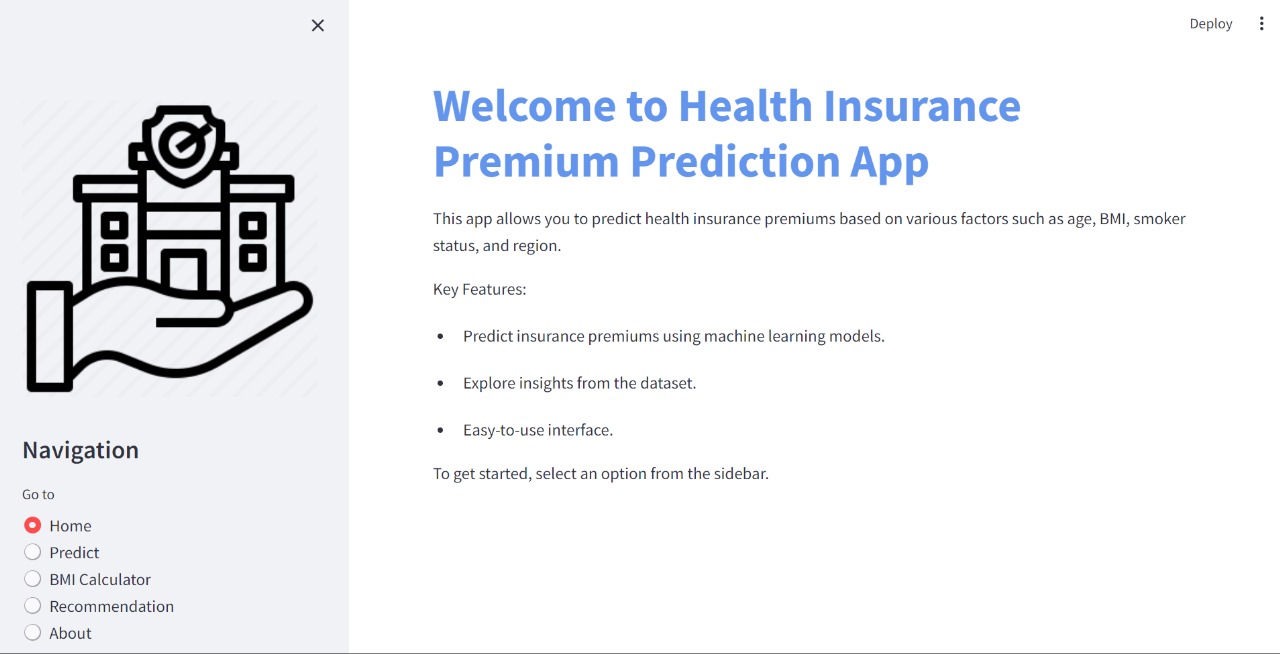 Deploy
Welcome to Health Insurance
Premium Prediction App
This app allows you to predict health insurance premiums based on various factors such as age, BMI, smoker
status, and region.
Key Features:
• Predict insurance premiums using machine learning models.
• Explore insights from the dataset.
• Easy-to-use interface.
To get started, select an option from the sidebar.
Navigation
Go to
Home
Predict
BMI Calculator
Recommendation
About